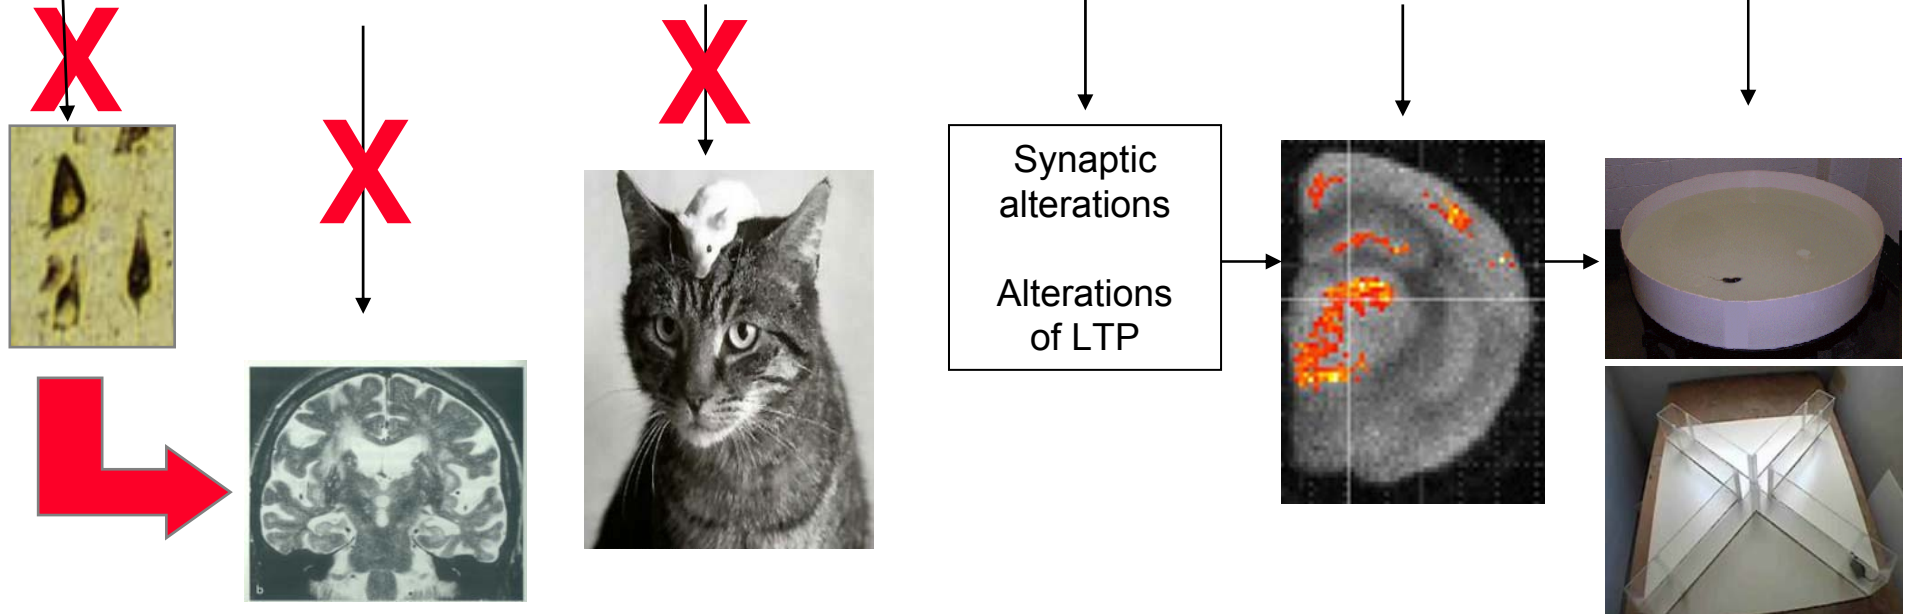 X
X
X
Synaptic
alterations
Alterations
of LTP
b